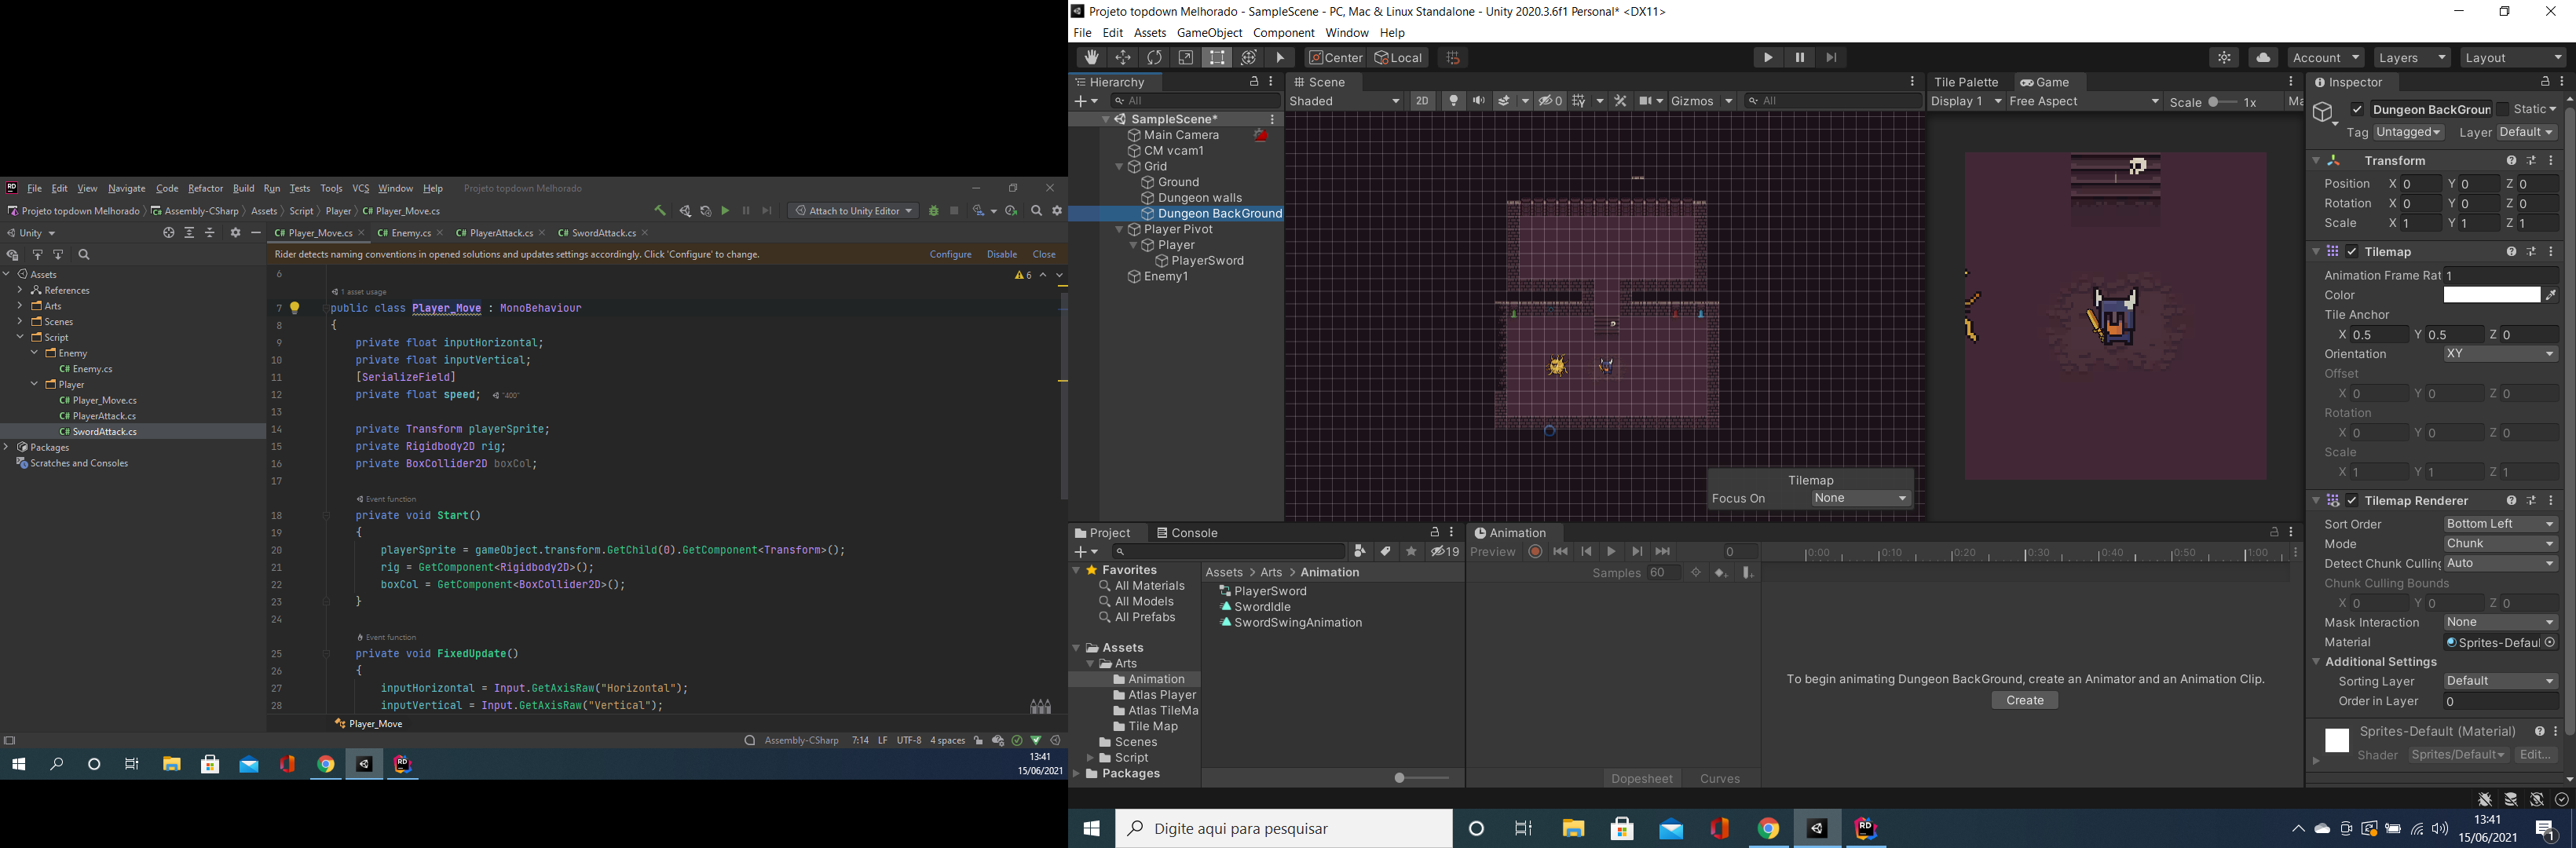 File Edit View Navigate Code Refactor Build Run Tests Tools VCS Window Help Projeto topdown Melhorado
Projeto topdown Melhorado Assembly-CSharp Assets Script Player C# Player_Move.cs
Attach to Unity Editor
Unity
C# Player_Move.cs C# Enemy.cs C# PlayerAttack.cs C# SwordAttack.cs
Rider detects naming conventions in opened solutions and updates settings accordingly. Click 'Configure' to change. Configure Disable Close
Assets
References
Arts
Scenes
Script
Enemy
C# Enemy.cs
Player
C# Player_Move.cs
C# PlayerAttack.cs
C# SwordAttack.cs
Packages
Scratches and Consoles
6
6
1 asset usage
7 public class Player_Move : MonoBehaviour
8 {
9 private float inputHorizontal;
10 private float inputVertical;
11 [SerializeField]
12 private float speed; "400"
13
14 private Transform playerSprite;
15 private Rigidbody2D rig;
16 private BoxCollider2D boxCol;
17
Event function
18 private void Start()
19 {
20 playerSprite = gameObject.transform.GetChild(0).GetComponent<Transform>();
21 rig = GetComponent<Rigidbody2D>();
22 boxCol = GetComponent<BoxCollider2D>();
23 }
24
Event function
25 private void FixedUpdate()
26 {
27 inputHorizontal = Input.GetAxisRaw("Horizontal");
28 inputVertical = Input.GetAxisRaw("Vertical");
Player_Move
Assembly-CSharp 7:14 LF UTF-8 4 spaces
RD
13:41
15/06/2021
Projeto topdown Melhorado - SampleScene - PC, Mac & Linux Standalone - Unity 2020.3.6f1 Personal* <DX11>
File Edit Assets GameObject Component Window Help
Center Local
Account Layers Layout
Hierarchy
All
SampleScene*
Main Camera
CM vcam1
Grid
Ground
Dungeon walls
Dungeon BackGround
Player Pivot
Player
PlayerSword
Enemy1
Scene
Shaded 2D 0 Gizmos All
Tilemap
Focus On None
Tile Palette Game
Display 1 Free Aspect Scale 1x Ma
Inspector
Dungeon BackGroun Static
Tag Untagged Layer Default
Transform
Position X 0 Y 0 Z 0
Rotation X 0 Y 0 Z 0
Scale X 1 Y 1 Z 1
Tilemap
Animation Frame Rat 1
Color
Tile Anchor
X 0.5 Y 0.5 Z 0
Orientation XY
Offset
X 0 Y 0 Z 0
Rotation
X 0 Y 0 Z 0
Scale
X 1 Y 1 Z 1
Tilemap Renderer
Sort Order Bottom Left
Mode Chunk
Detect Chunk Culling Auto
Chunk Culling Bounds
X 0 Y 0 Z 0
Mask Interaction None
Material Sprites-Defaul
Additional Settings
Sorting Layer Default
Order in Layer 0
Sprites-Default (Material)
Shader Sprites/Default Edit...
Project Console
19
Favorites
All Materials
All Models
All Prefabs
Assets
Arts
Animation
Atlas Player
Atlas TileMa
Tile Map
Scenes
Script
Packages
Assets > Arts > Animation
PlayerSword
SwordIdle
SwordSwingAnimation
Animation
Preview 0 0:00 0:10 0:20 0:30 0:40 0:50 1:00
Samples 60
To begin animating Dungeon BackGround, create an Animator and an Animation Clip.
Create
Dopesheet Curves
Digite aqui para pesquisar
RD
13:41
15/06/2021
1